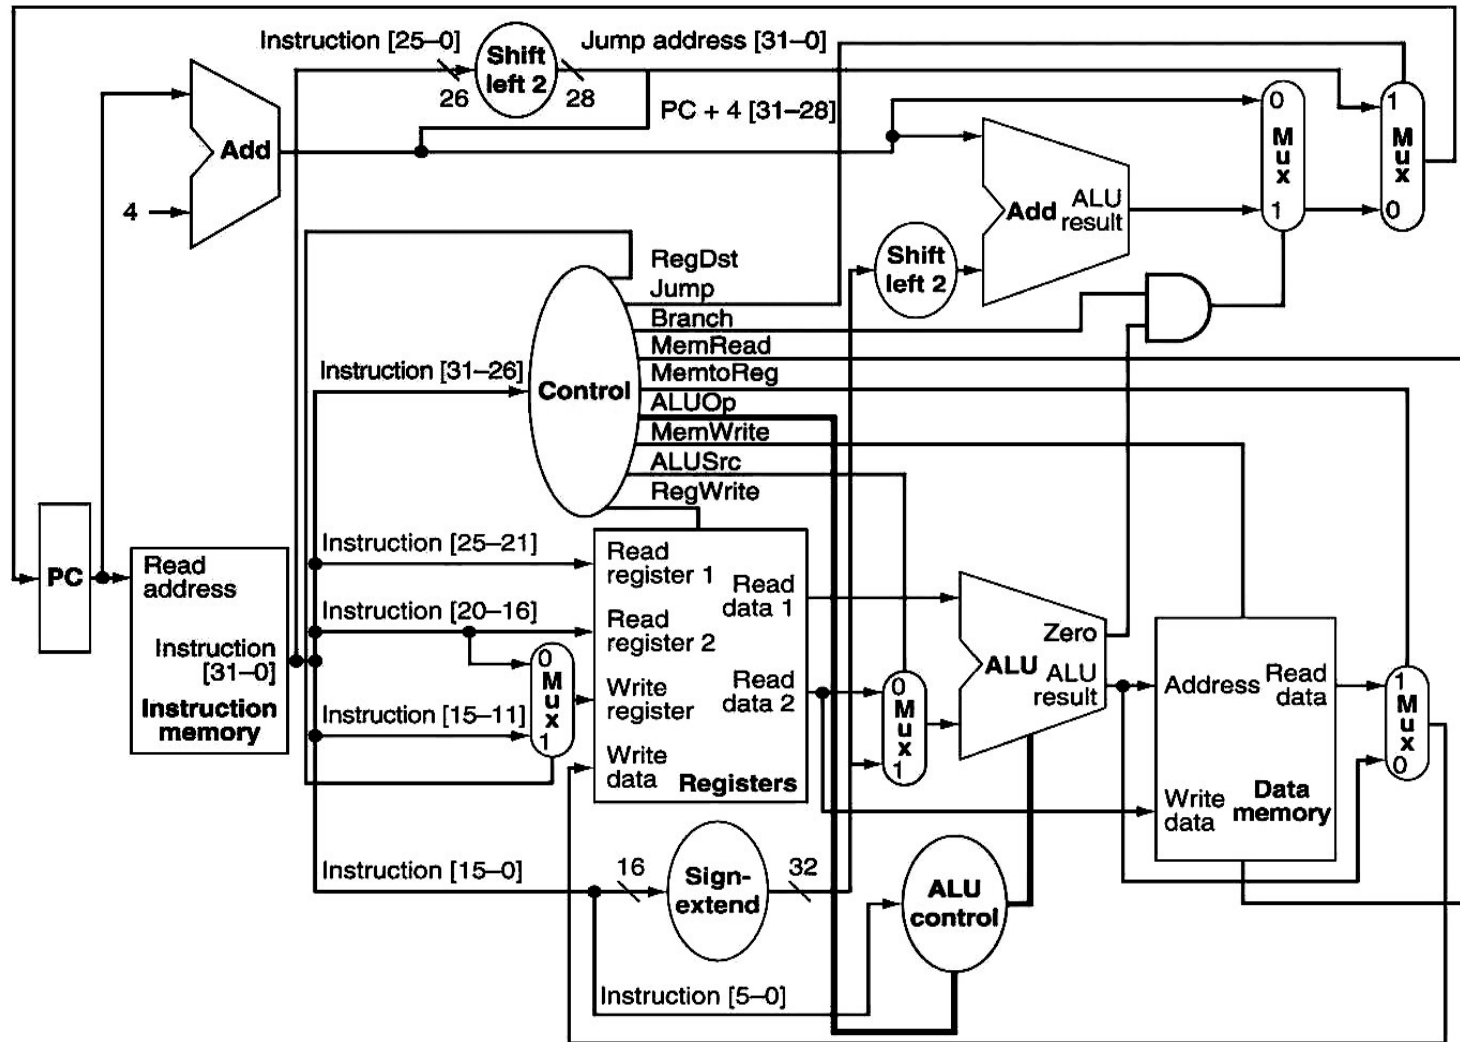 Instruction [25–0]
Shift
left 2
Jump address [31–0]
26
28
PC + 4 [31–28]
Add
4
0
M
u
x
1
1
M
u
x
0
Add
ALU
result
Shift
left 2
RegDst
Jump
Branch
MemRead
MemtoReg
ALUOp
MemWrite
ALUSrc
RegWrite
Instruction [31–26]
Control
PC
Read
address
Instruction
[31–0]
Instruction
memory
Instruction [25–21]
Instruction [20–16]
Instruction [15–11]
0
M
u
x
1
Read
register 1
Read
register 2
Write
register
Write
data
Read
data 1
Read
data 2
Registers
0
M
u
x
1
Zero
ALU
ALU
result
Address
Read
data
Write
data
Data
memory
1
M
u
x
0
Instruction [15–0]
16
Sign-
extend
32
ALU
control
Instruction [5–0]